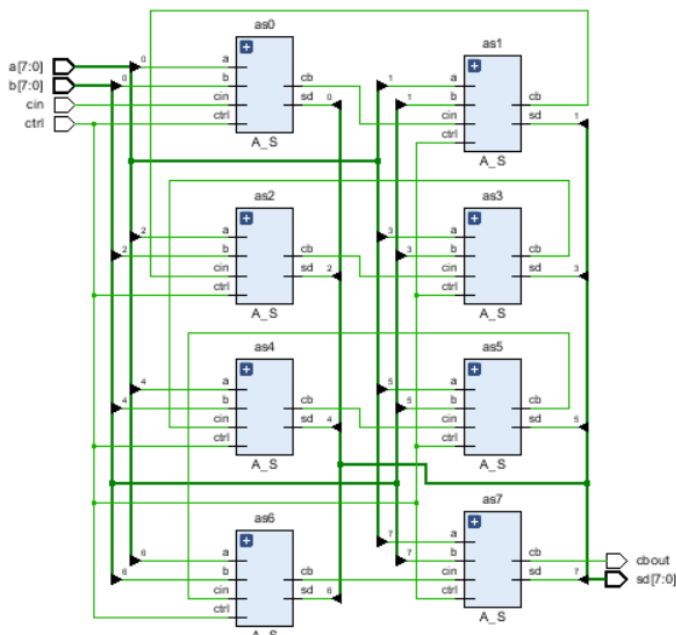 as0
a[7:0] 0 a
b[7:0] 0 b cb
cin cin sd 0
ctrl ctrl
A_S
as1
1 a
1 b cb
cin sd 1
ctrl
A_S
as2
2 a
2 b cb
cin sd 2
ctrl
A_S
as3
3 a
3 b cb
cin sd 3
ctrl
A_S
as4
4 a
4 b cb
cin sd 4
ctrl
A_S
as5
5 a
5 b cb
cin sd 5
ctrl
A_S
as6
6 a
6 b cb
cin sd 6
ctrl
A_S
as7
7 a
7 b cb cbout
cin sd 7 sd[7:0]
ctrl
A_S